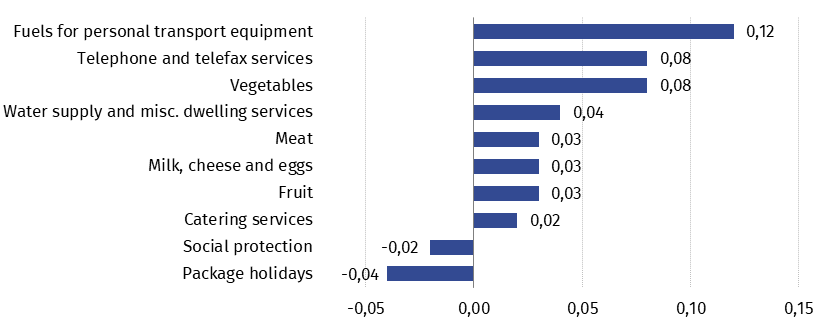 Fuels for personal transport equipment 0,12
Telephone and telefax services 0,08
Vegetables 0,08
Water supply and misc. dwelling services 0,04
Meat 0,03
Milk, cheese and eggs 0,03
Fruit 0,03
Catering services 0,02
Social protection -0,02
Package holidays -0,04
-0,05 0,00 0,05 0,10 0,15